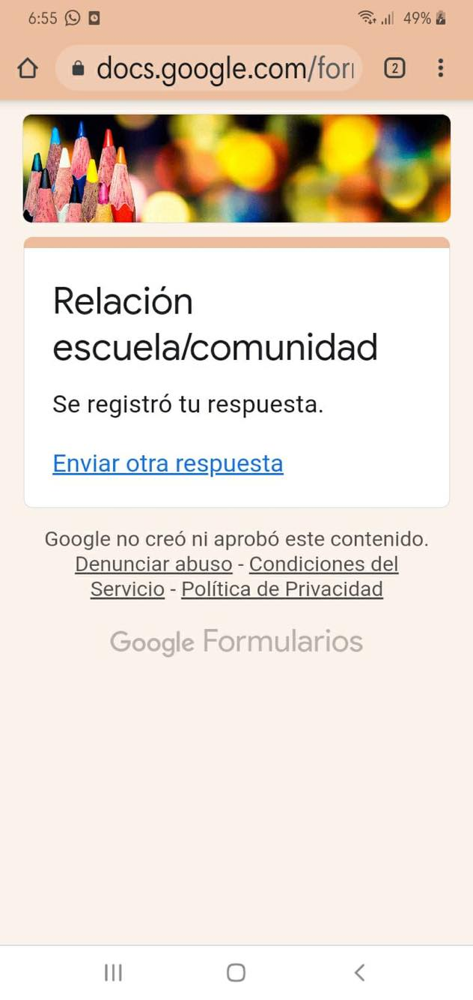 6:55 49%
docs.google.com/for 2
Relación
escuela/comunidad
Se registró tu respuesta.
Enviar otra respuesta
Google no creó ni aprobó este contenido.
Denunciar abuso - Condiciones del
Servicio - Política de Privacidad
Google Formularios